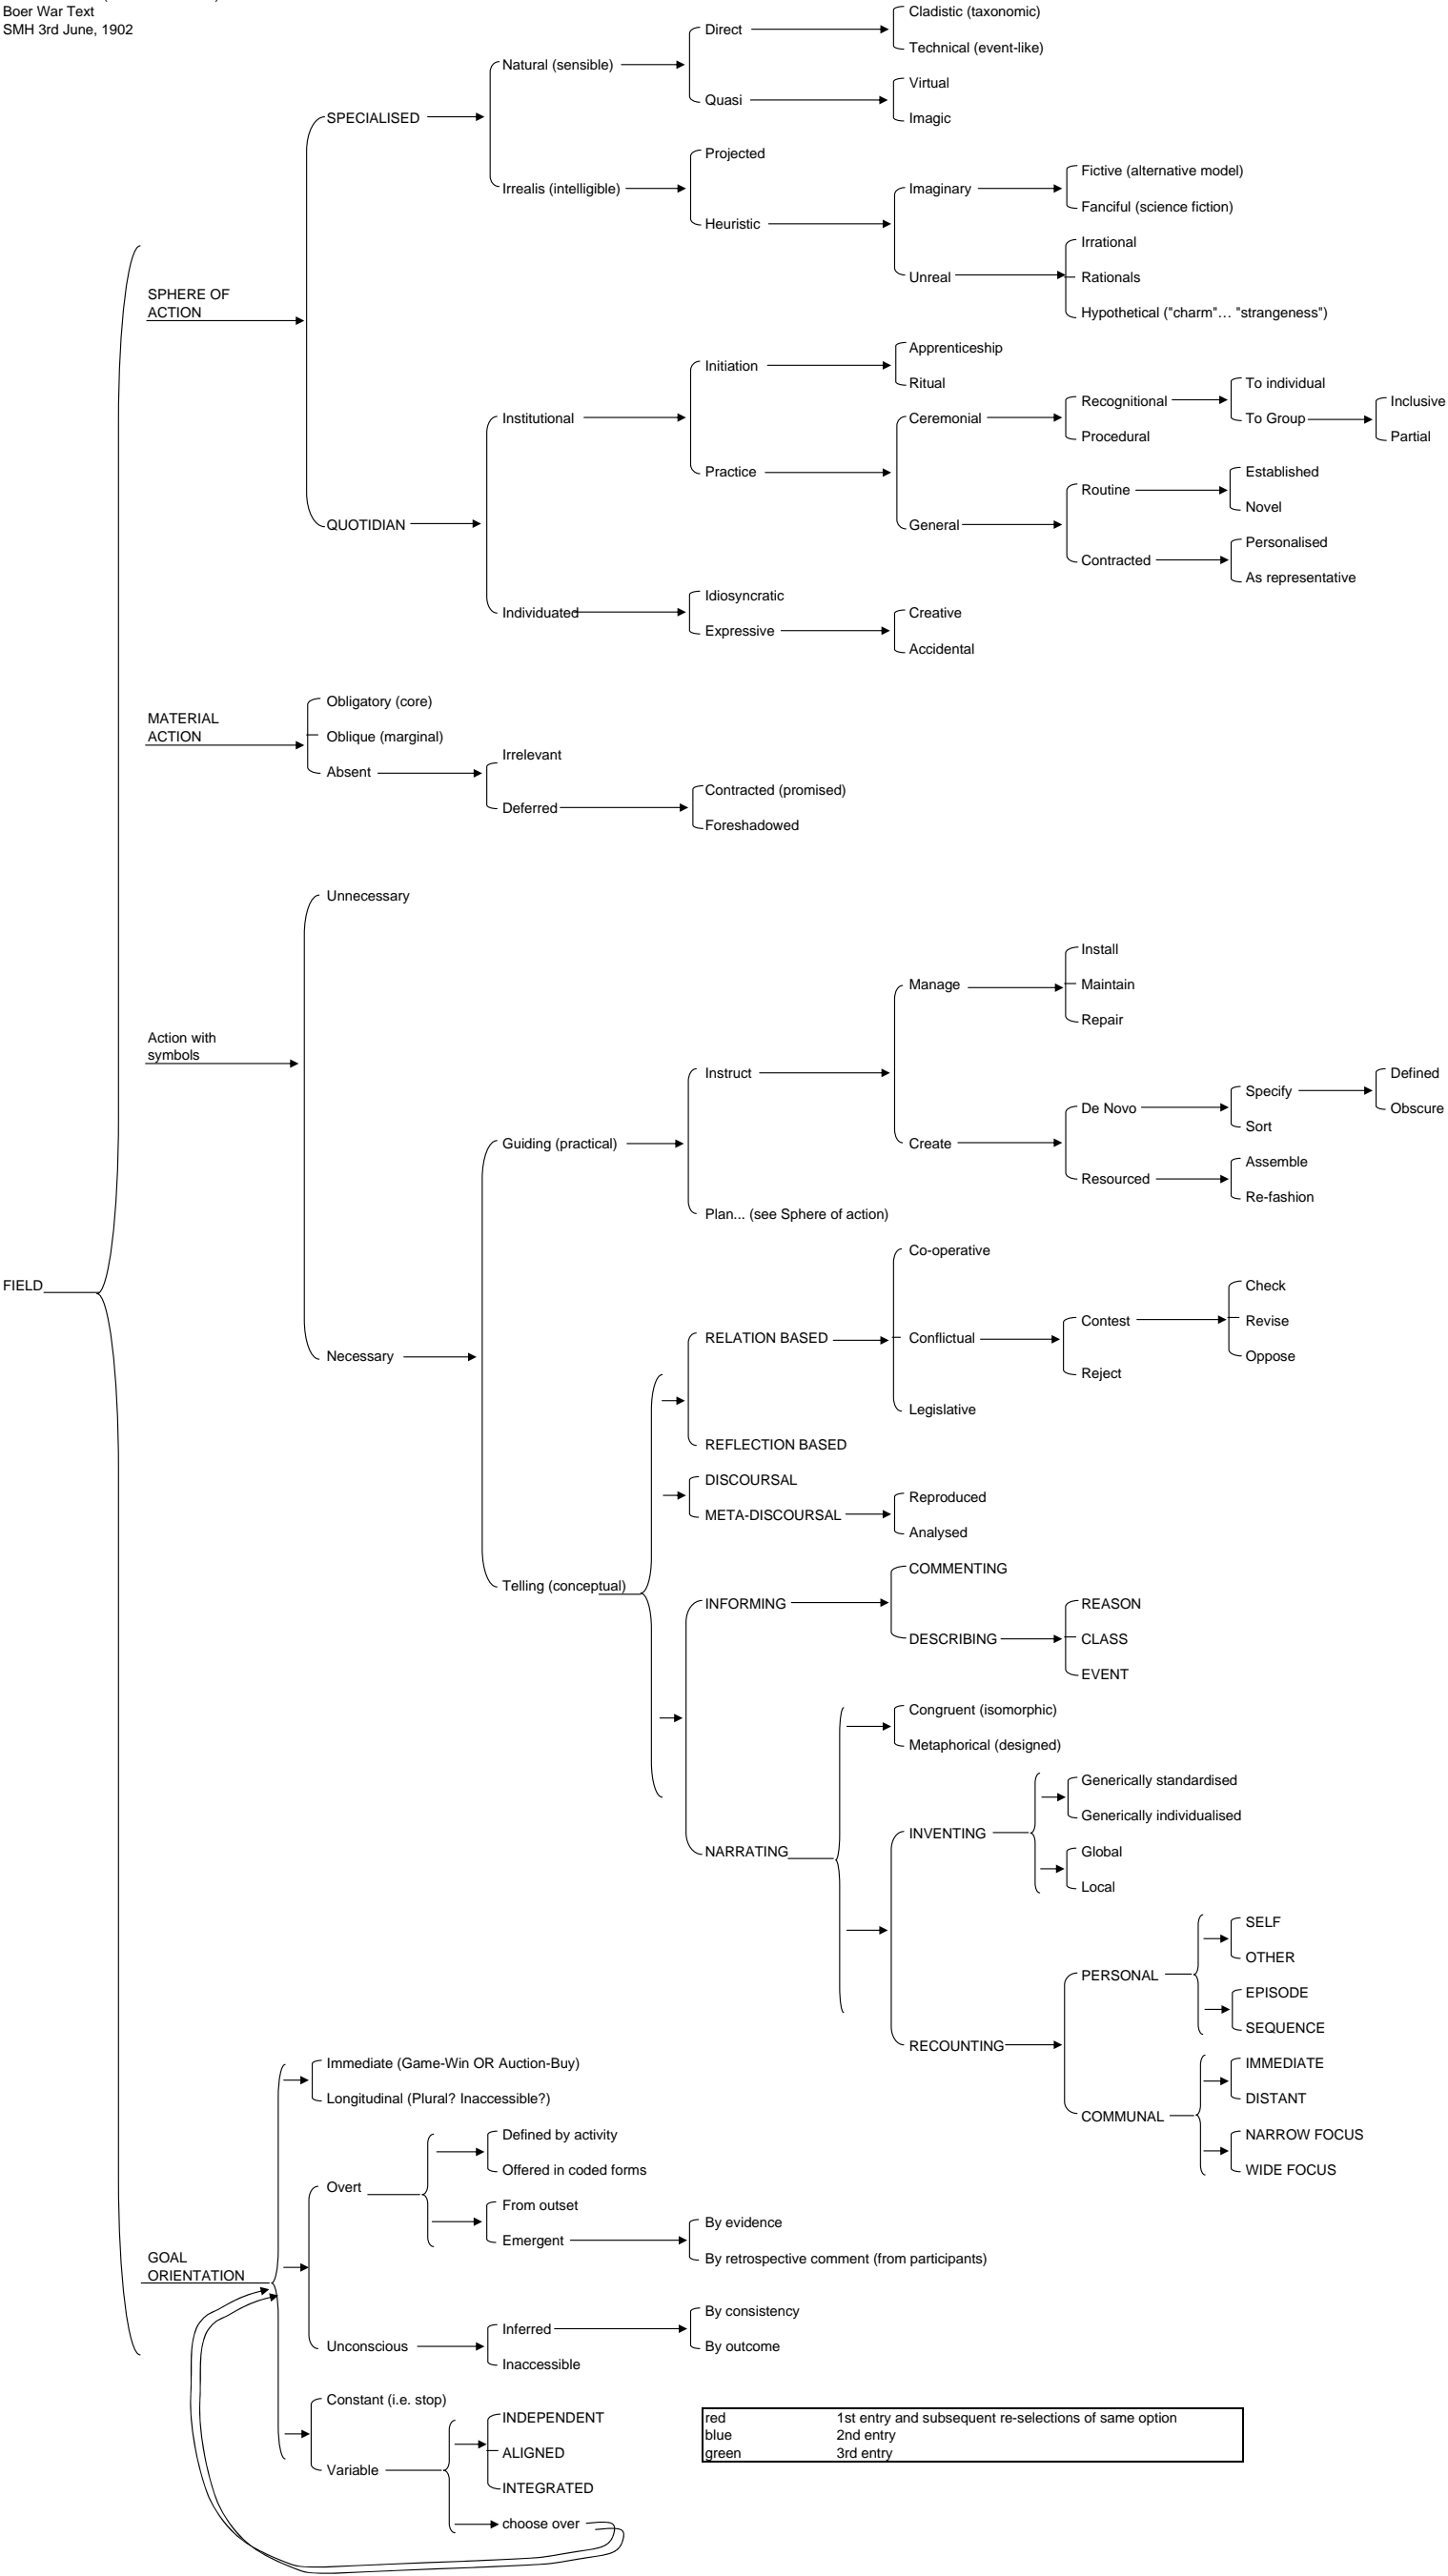 Boer War Text
SMH 3rd June, 1902
Cladistic (taxonomic)
Direct
Technical (event-like)
Natural (sensible)
Virtual
Quasi
Imagic
SPECIALISED
Projected
Fictive (alternative model)
Irrealis (intelligible)
Imaginary
Fanciful (science fiction)
Heuristic
Irrational
Unreal
Rationals
Hypothetical ("charm"… "strangeness")
SPHERE OF
ACTION
Apprenticeship
Initiation
Ritual
To individual
Recognitional
Inclusive
Institutional
Ceremonial
To Group
Procedural
Partial
Practice
Established
Routine
Novel
QUOTIDIAN
General
Personalised
Contracted
As representative
Idiosyncratic
Individuated
Creative
Expressive
Accidental
Obligatory (core)
MATERIAL
ACTION
Oblique (marginal)
Irrelevant
Absent
Contracted (promised)
Deferred
Foreshadowed
Unnecessary
Install
Manage
Maintain
Repair
Action with
symbols
Instruct
Defined
Specify
De Novo
Obscure
Sort
Guiding (practical)
Create
Assemble
Resourced
Re-fashion
Plan... (see Sphere of action)
Co-operative
FIELD
Check
Contest
Revise
RELATION BASED
Conflictual
Necessary
Oppose
Reject
Legislative
REFLECTION BASED
DISCOURSAL
Reproduced
META-DISCOURSAL
Analysed
COMMENTING
Telling (conceptual)
INFORMING
REASON
DESCRIBING
CLASS
EVENT
Congruent (isomorphic)
Metaphorical (designed)
Generically standardised
Generically individualised
INVENTING
NARRATING
Global
Local
SELF
OTHER
PERSONAL
EPISODE
SEQUENCE
RECOUNTING
Immediate (Game-Win OR Auction-Buy)
IMMEDIATE
Longitudinal (Plural? Inaccessible?)
DISTANT
COMMUNAL
Defined by activity
NARROW FOCUS
Offered in coded forms
WIDE FOCUS
Overt
From outset
By evidence
Emergent
By retrospective comment (from participants)
GOAL
ORIENTATION
By consistency
Inferred
Unconscious
By outcome
Inaccessible
Constant (i.e. stop)
INDEPENDENT
ALIGNED
Variable
INTEGRATED
choose over
red 1st entry and subsequent re-selections of same option
blue 2nd entry
green 3rd entry